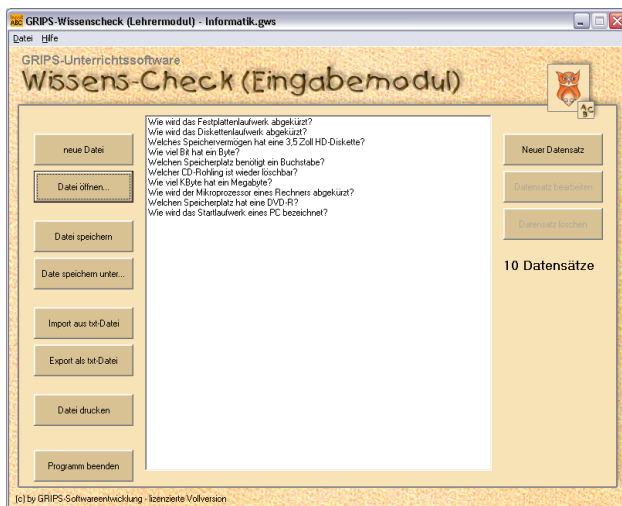 GRIPS-Wissenscheck (Lehrermodul) - Informatik.gws
Datei Hilfe
GRIPS-Unterrichtssoftware
Wissens-Check (Eingabemodul)
neue Datei
Datei öffnen...
Datei speichern
Date speichern unter...
Import aus txt-Datei
Export als txt-Datei
Datei drucken
Programm beenden
Wie wird das Festplattenlaufwerk abgekürzt?
Wie wird das Diskettenlaufwerk abgekürzt?
Welches Speichervermögen hat eine 3,5 Zoll HD-Diskette?
Wie viel Bit hat ein Byte?
Welchen Speicherplatz benötigt ein Buchstabe?
Welcher CD-Rohling ist wieder löschbar?
Wie viel KByte hat ein Megabyte?
Wie wird der Mikroprozessor eines Rechners abgekürzt?
Welchen Speicherplatz hat eine DVD-R?
Wie wird das Startlaufwerk eines PC bezeichnet?
Neuer Datensatz
Datensatz bearbeiten
Datensatz löschen
10 Datensätze
(c) by GRIPS-Softwareentwicklung - lizenzierte Vollversion
ABC
A
B C